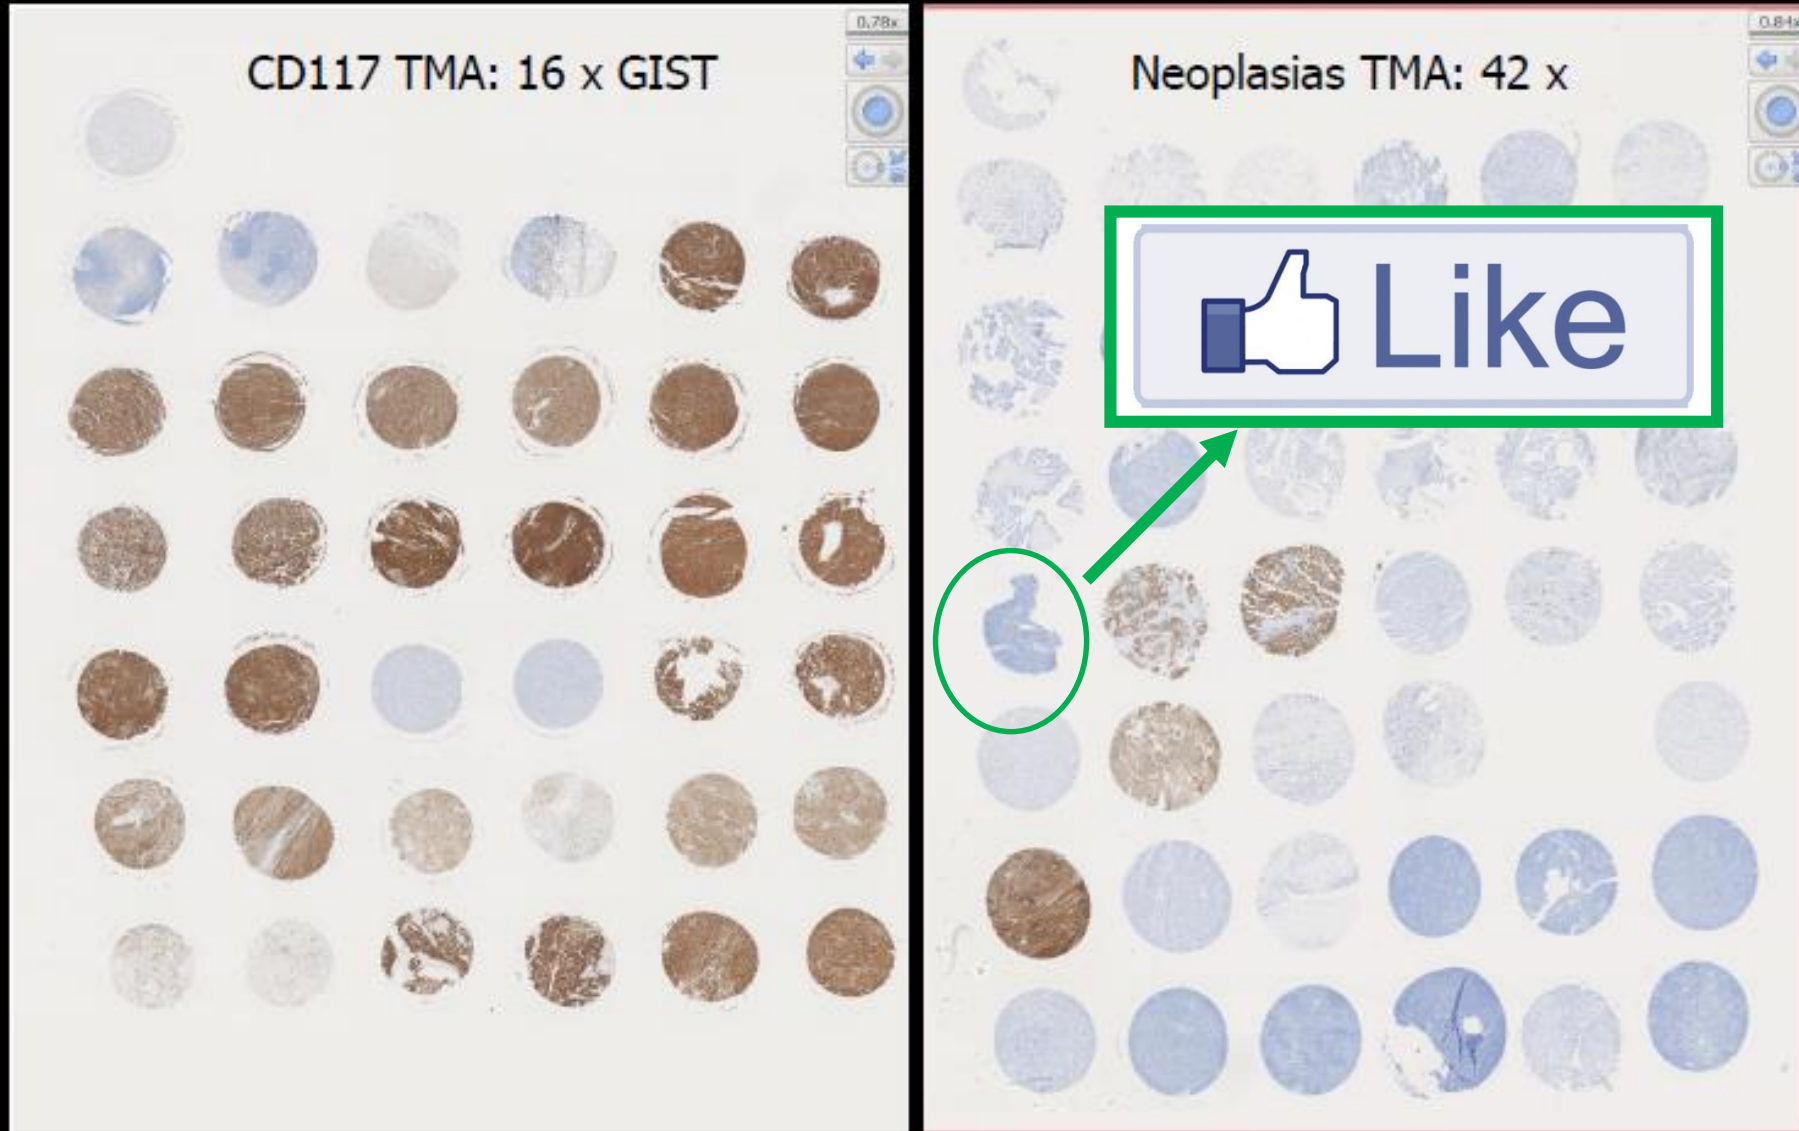 0.78x
CD117 TMA: 16 x GIST
0.84x
Neoplasias TMA: 42 x
Like